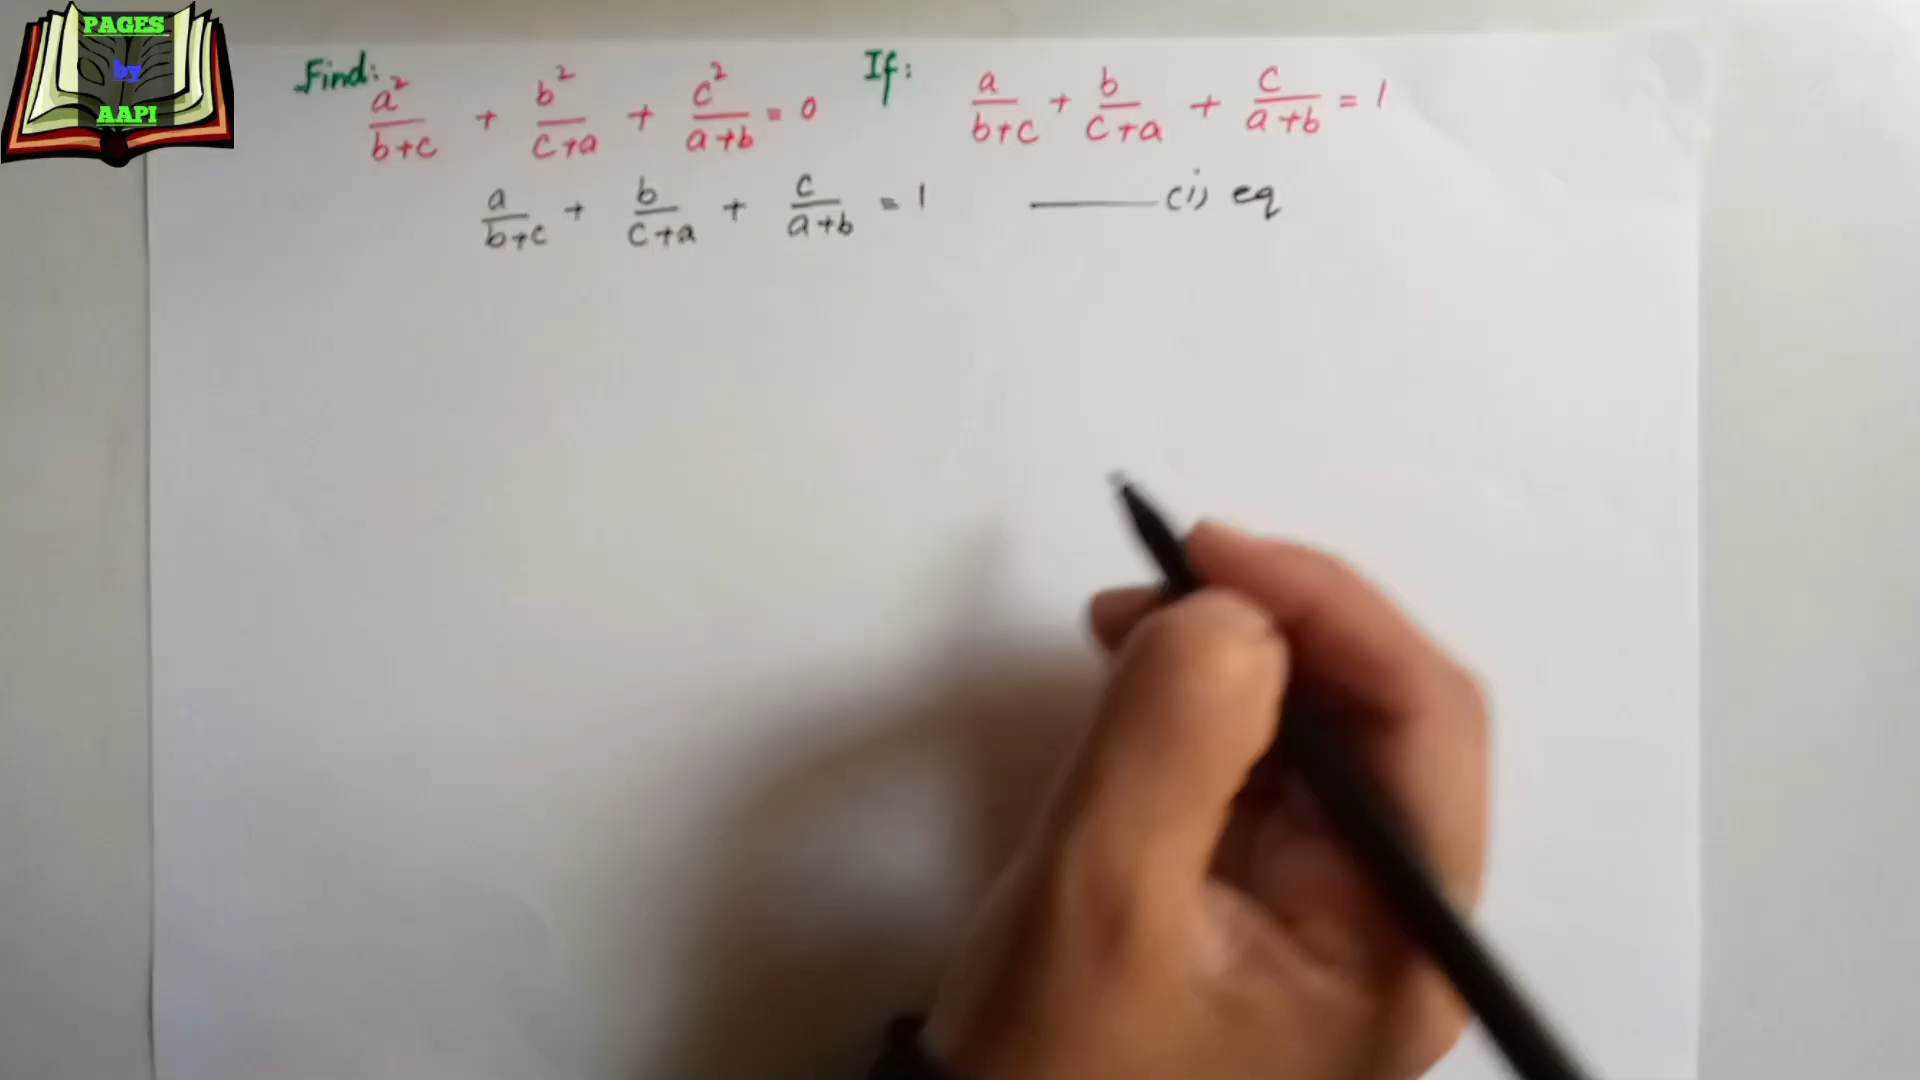 PAGES
by
AAPI
Find: a²/b+c + b²/c+a + c²/a+b = 0 If: a/b+c + b/c+a + c/a+b = 1
a/b+c + b/c+a + c/a+b = 1 ——— (i) eq